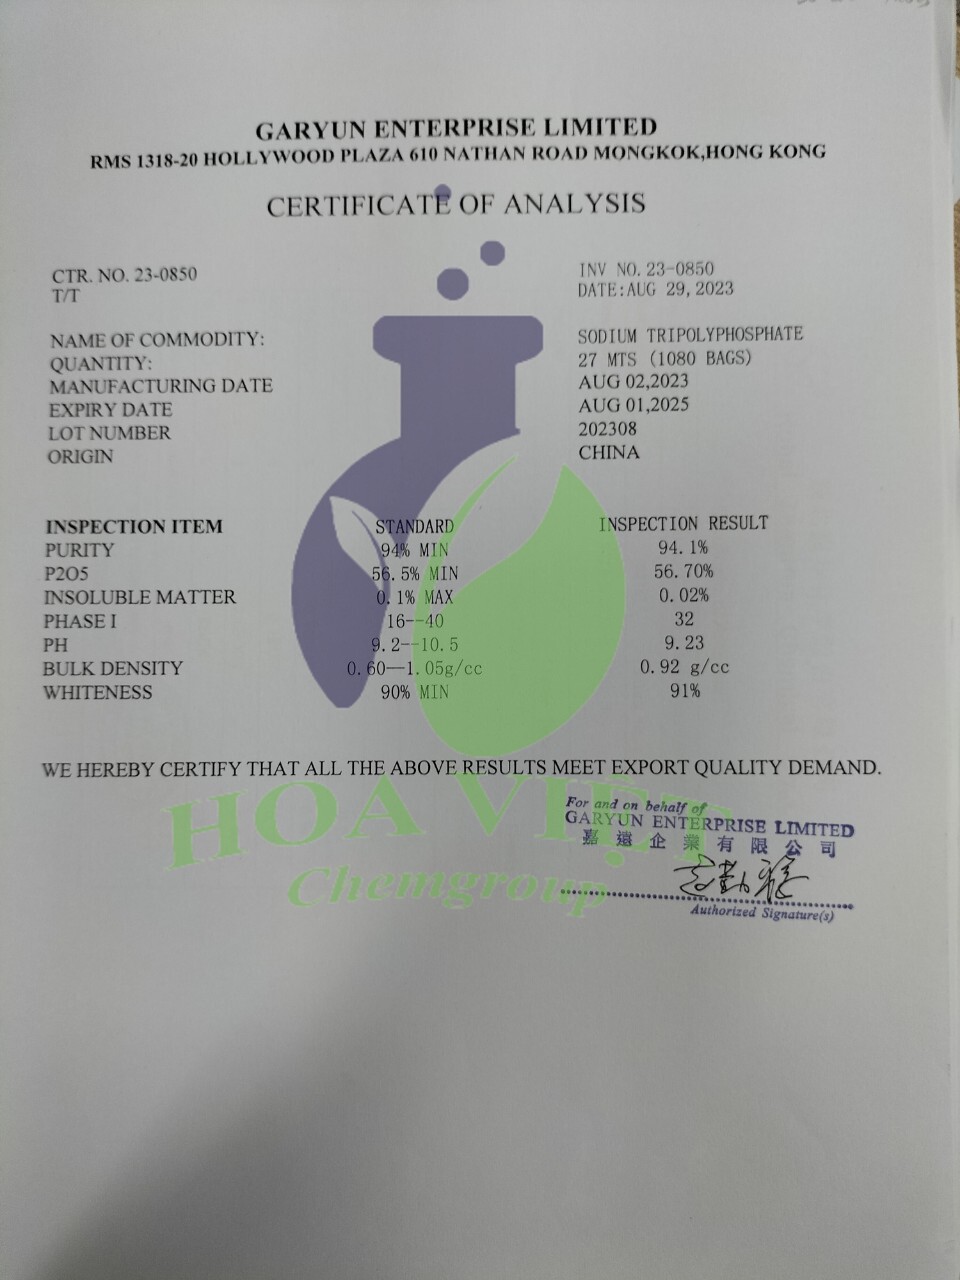 GARYUN ENTERPRISE LIMITED
RMS 1318-20 HOLLYWOOD PLAZA 610 NATHAN ROAD MONGKOK,HONG KONG
CERTIFICATE OF ANALYSIS
CTR. NO. 23-0850 INV NO. 23-0850
T/T DATE:AUG 29,2023
NAME OF COMMODITY: SODIUM TRIPOLYPHOSPHATE
QUANTITY: 27 MTS (1080 BAGS)
MANUFACTURING DATE AUG 02,2023
EXPIRY DATE AUG 01,2025
LOT NUMBER 202308
ORIGIN CHINA
INSPECTION ITEM STANDARD INSPECTION RESULT
PURITY 94% MIN 94.1%
P2O5 56.5% MIN 56.70%
INSOLUBLE MATTER 0.1% MAX 0.02%
PHASE I 16--40 32
PH 9.2--10.5 9.23
BULK DENSITY 0.60--1.05g/cc 0.92 g/cc
WHITENESS 90% MIN 91%
WE HEREBY CERTIFY THAT ALL THE ABOVE RESULTS MEET EXPORT QUALITY DEMAND.
HOA VIỆT
Chemgroup
For and on behalf of
GARYUN ENTERPRISE LIMITED
嘉遠企業有限公司
Authorized Signature(s)